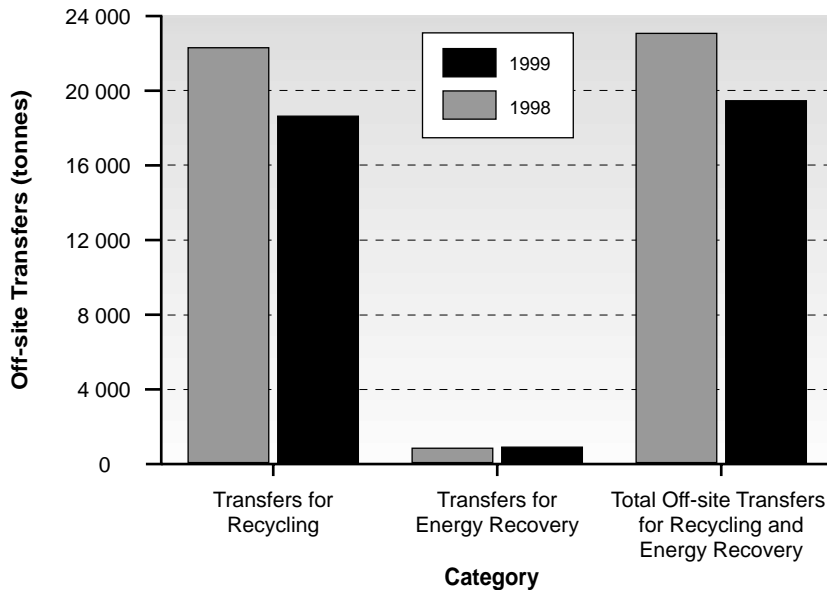 Off-site Transfers (tonnes)
24 000
20 000
16 000
12 000
8 000
4 000
0
1999
1998
Transfers for
Recycling
Transfers for
Energy Recovery
Total Off-site Transfers
for Recycling and
Energy Recovery
Category